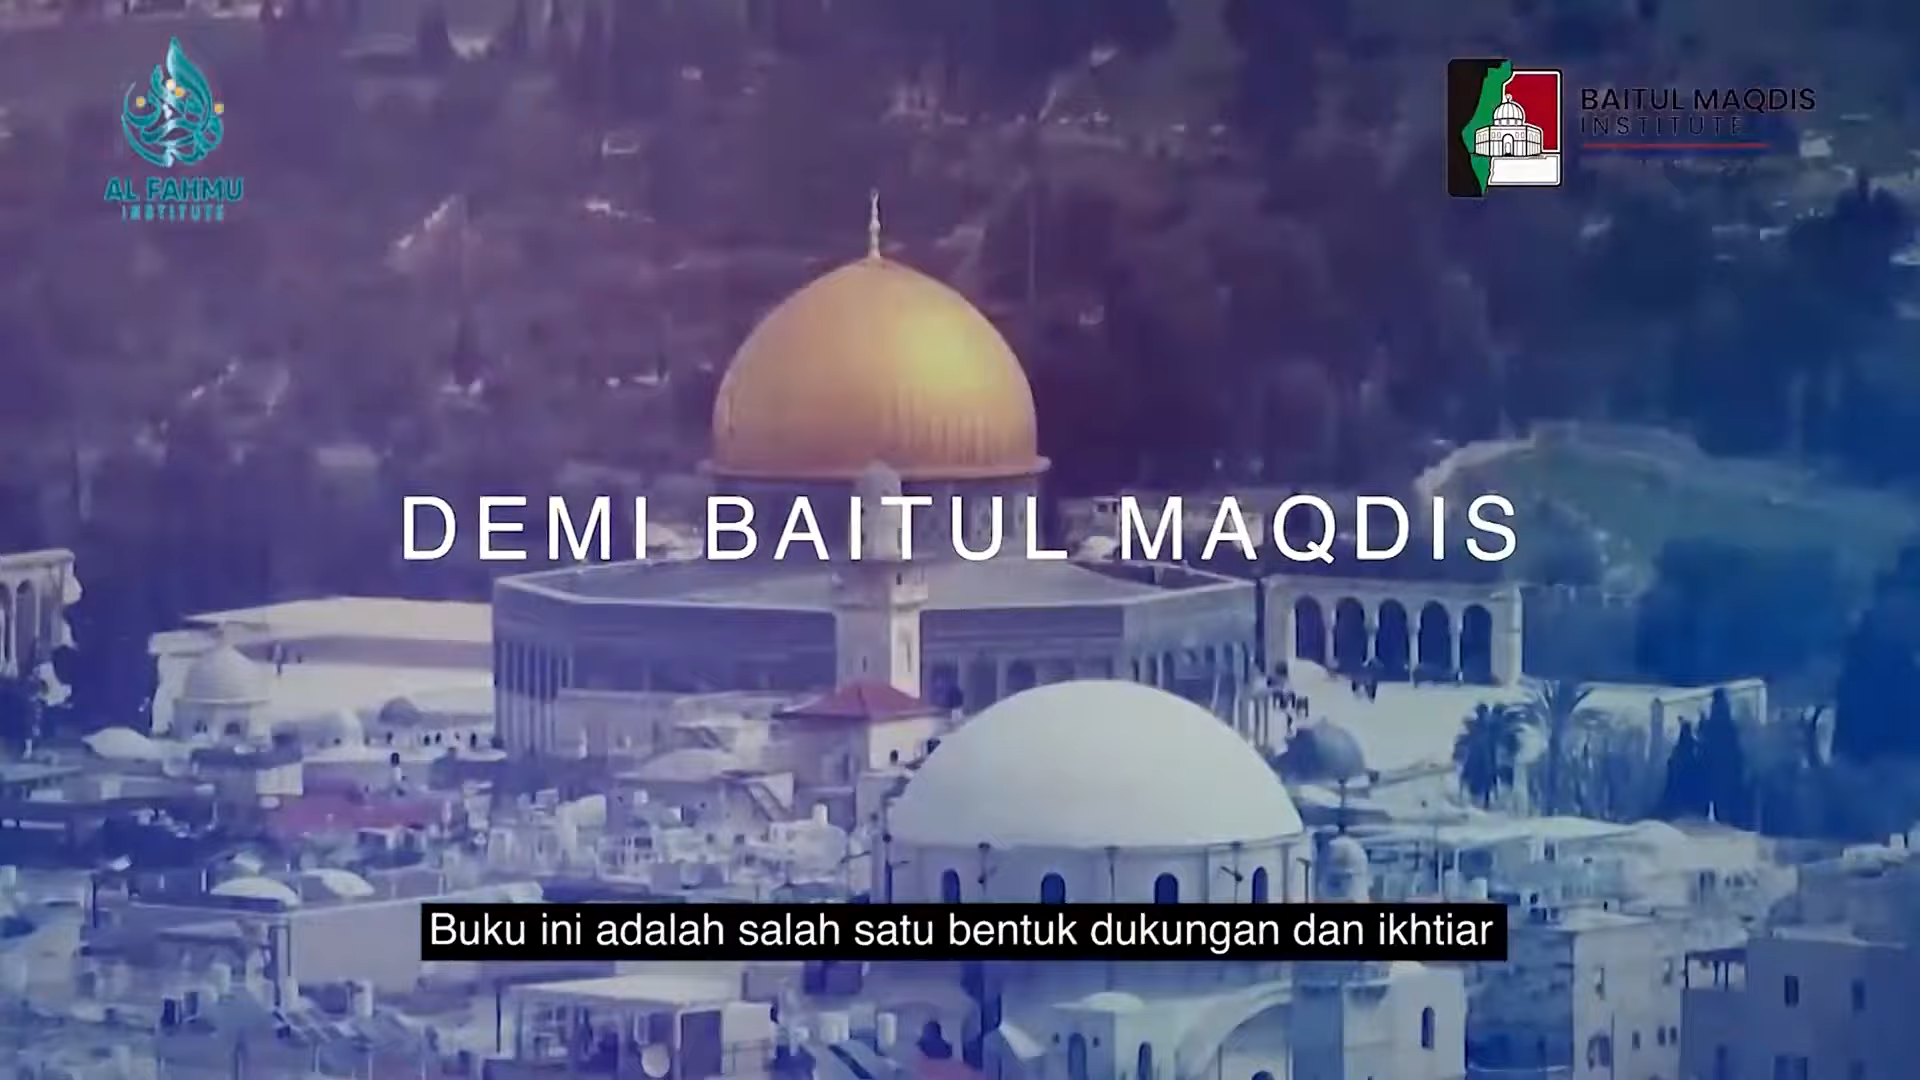 AL FAHMU
INSTITUTE
BAITUL MAQDIS
INSTITUTE
DEMI BAITUL MAQDIS
Buku ini adalah salah satu bentuk dukungan dan ikhtiar